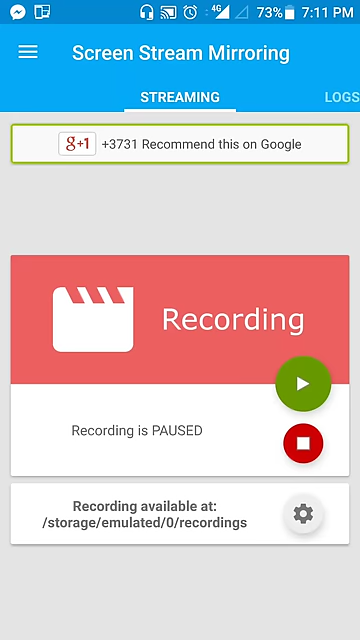 4G 73% 7:11 PM
Screen Stream Mirroring
STREAMING LOGS
g+1 +3731 Recommend this on Google
Recording
Recording is PAUSED
Recording available at:
/storage/emulated/0/recordings